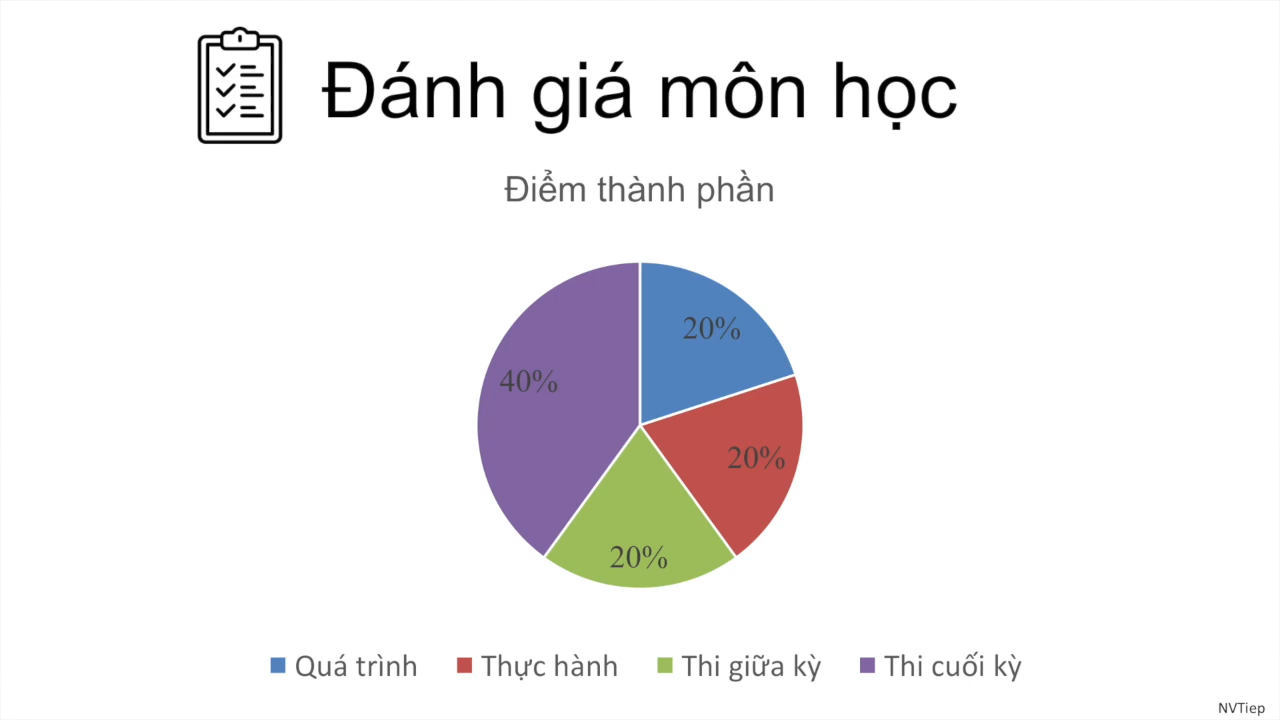 Đánh giá môn học
Điểm thành phần
20%
40%
20%
20%
Quá trình Thực hành Thi giữa kỳ Thi cuối kỳ
NVTiep